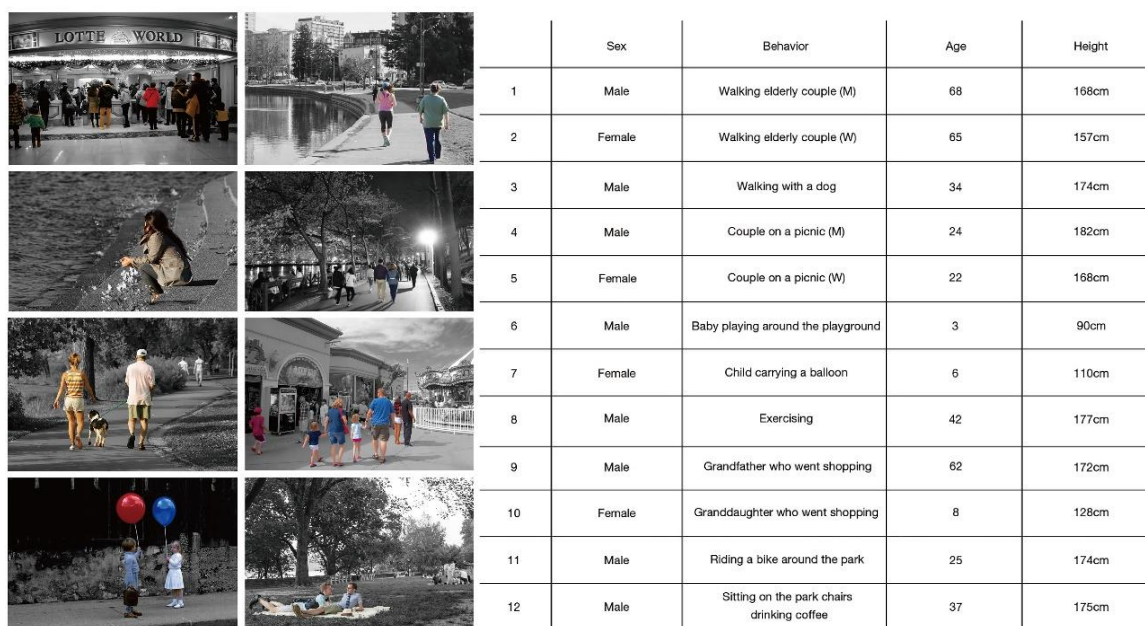 LOTTE WORLD
Sex Behavior Age Height
1 Male Walking elderly couple (M) 68 168cm
2 Female Walking elderly couple (W) 65 157cm
3 Male Walking with a dog 34 174cm
4 Male Couple on a picnic (M) 24 182cm
5 Female Couple on a picnic (W) 22 168cm
6 Male Baby playing around the playground 3 90cm
7 Female Child carrying a balloon 6 110cm
8 Male Exercising 42 177cm
9 Male Grandfather who went shopping 62 172cm
10 Female Granddaughter who went shopping 8 128cm
11 Male Riding a bike around the park 25 174cm
12 Male Sitting on the park chairs
drinking coffee 37 175cm